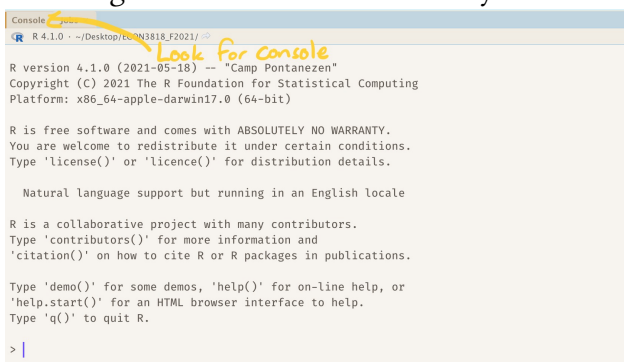 Console
R 4.1.0 · ~/Desktop/ECON3818_F2021/
Look for console
R version 4.1.0 (2021-05-18) -- "Camp Pontanezen"
Copyright (C) 2021 The R Foundation for Statistical Computing
Platform: x86_64-apple-darwin17.0 (64-bit)
R is free software and comes with ABSOLUTELY NO WARRANTY.
You are welcome to redistribute it under certain conditions.
Type 'license()' or 'licence()' for distribution details.
Natural language support but running in an English locale
R is a collaborative project with many contributors.
Type 'contributors()' for more information and
'citation()' on how to cite R or R packages in publications.
Type 'demo()' for some demos, 'help()' for on-line help, or
'help.start()' for an HTML browser interface to help.
Type 'q()' to quit R.
>